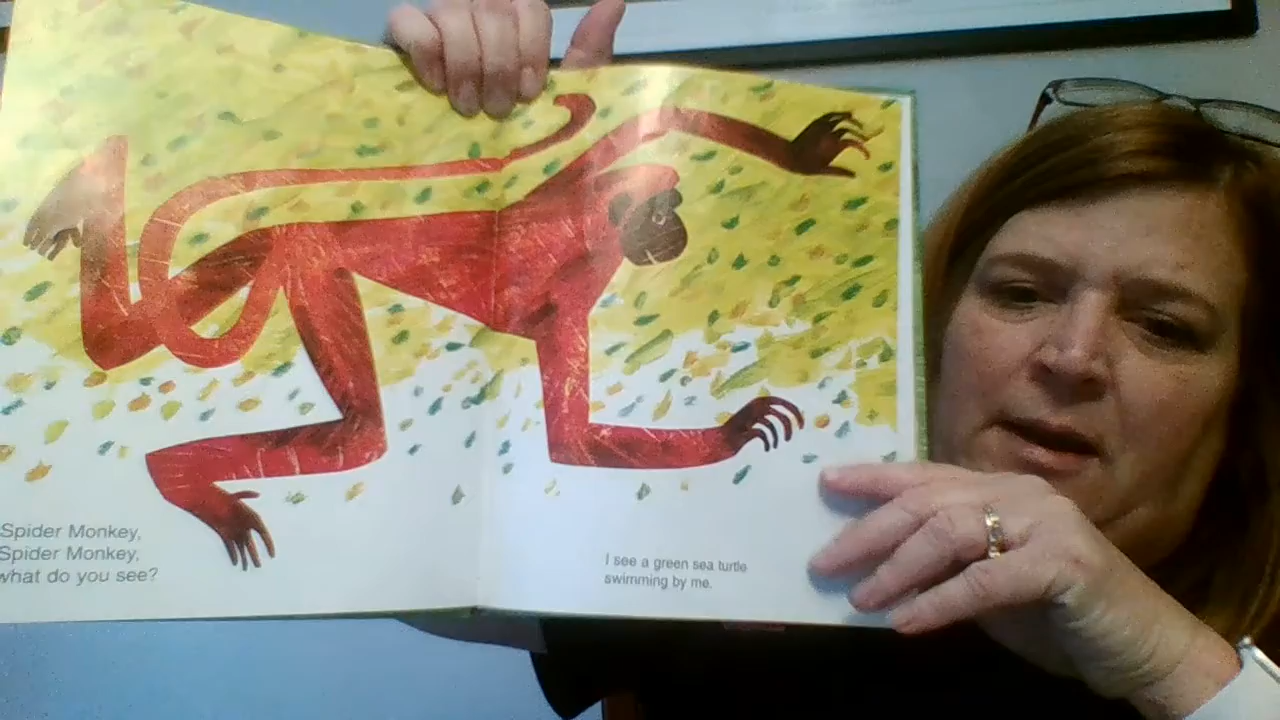 Spider Monkey,
Spider Monkey,
what do you see?
I see a green sea turtle
swimming by me.